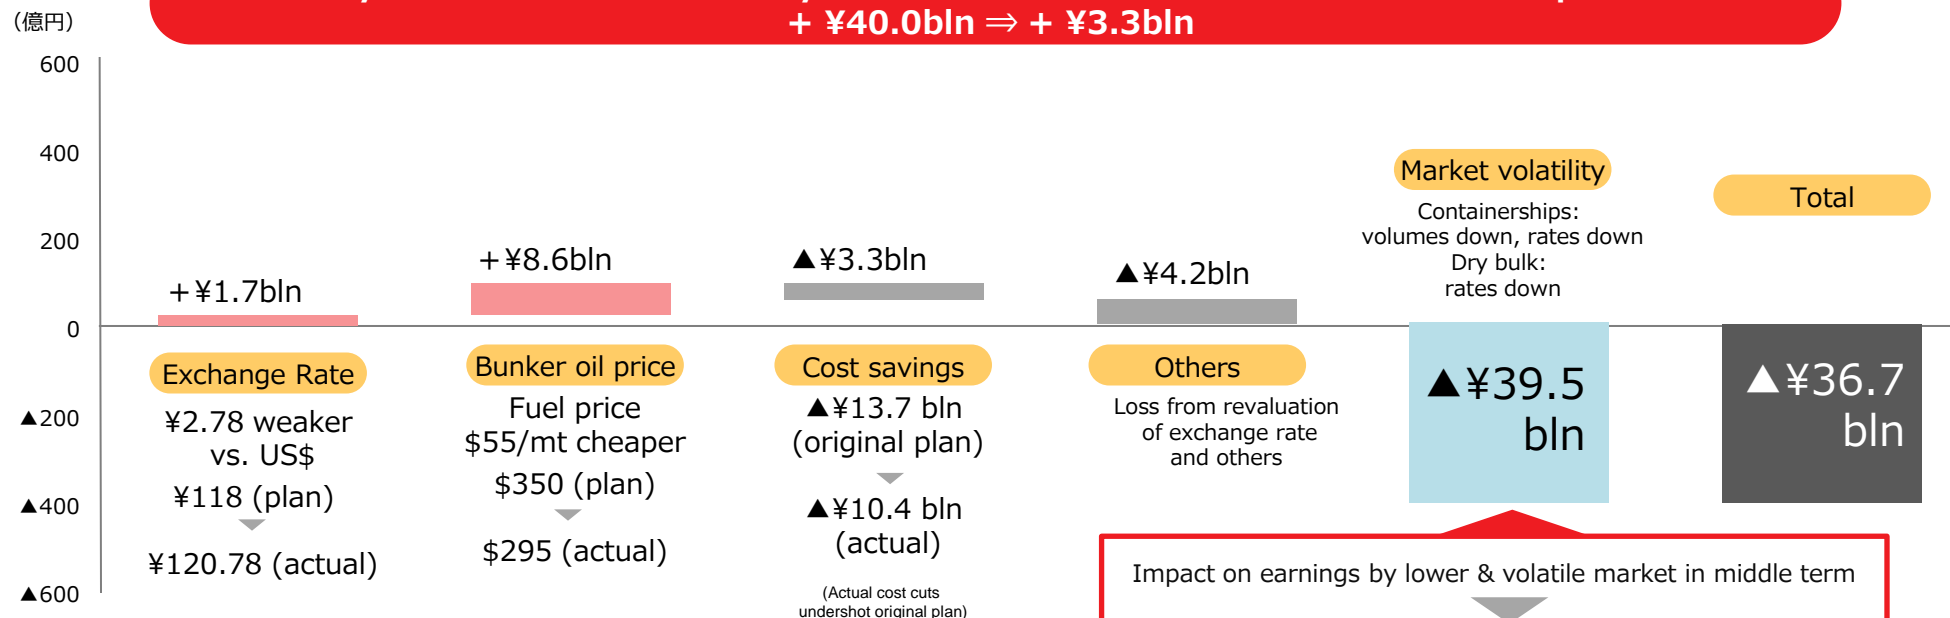 (億円)
+ ¥40.0bln ⇒ + ¥3.3bln
600
400
200
0
▲200
▲400
▲600
+¥1.7bln
Exchange Rate
¥2.78 weaker
vs. US$
¥118 (plan)
¥120.78 (actual)
+¥8.6bln
Bunker oil price
Fuel price
$55/mt cheaper
$350 (plan)
$295 (actual)
▲¥3.3bln
Cost savings
▲¥13.7 bln
(original plan)
▲¥10.4 bln
(actual)
(Actual cost cuts
undershot original plan)
▲¥4.2bln
Others
Loss from revaluation
of exchange rate
and others
Market volatility
Containerships:
volumes down, rates down
Dry bulk:
rates down
▲¥39.5
bln
Total
▲¥36.7
bln
Impact on earnings by lower & volatile market in middle term